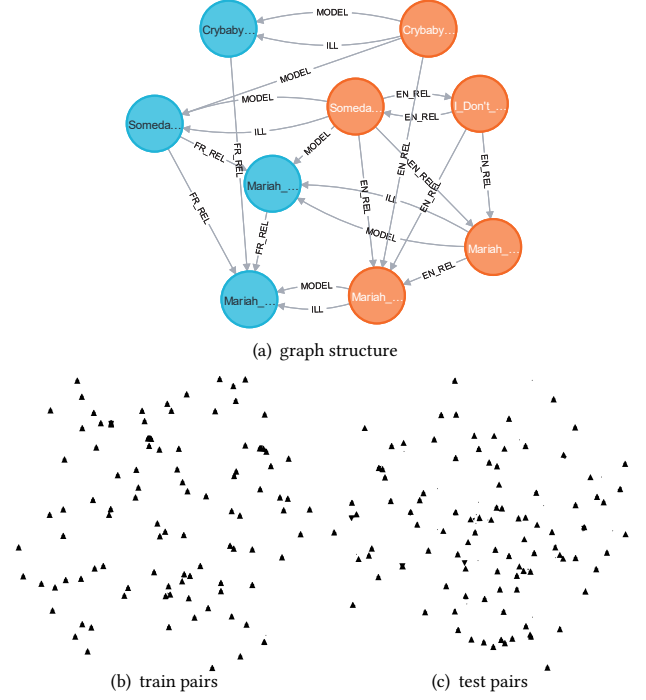 MODEL
Crybaby...
Crybaby...
ILL
MODEL
MODEL
EN_REL
Someda...
I_Don't_...
Someda...
EN_REL
ILL
MODEL
FR_REL
FR_REL
EN_REL
EN_REL
EN_REL
Mariah_...
EN_REL
ILL
EN_REL
FR_REL
FR_REL
MODEL
Mariah_...
EN_REL
MODEL
Mariah_...
Mariah_...
ILL
(a) graph structure
(b) train pairs
(c) test pairs